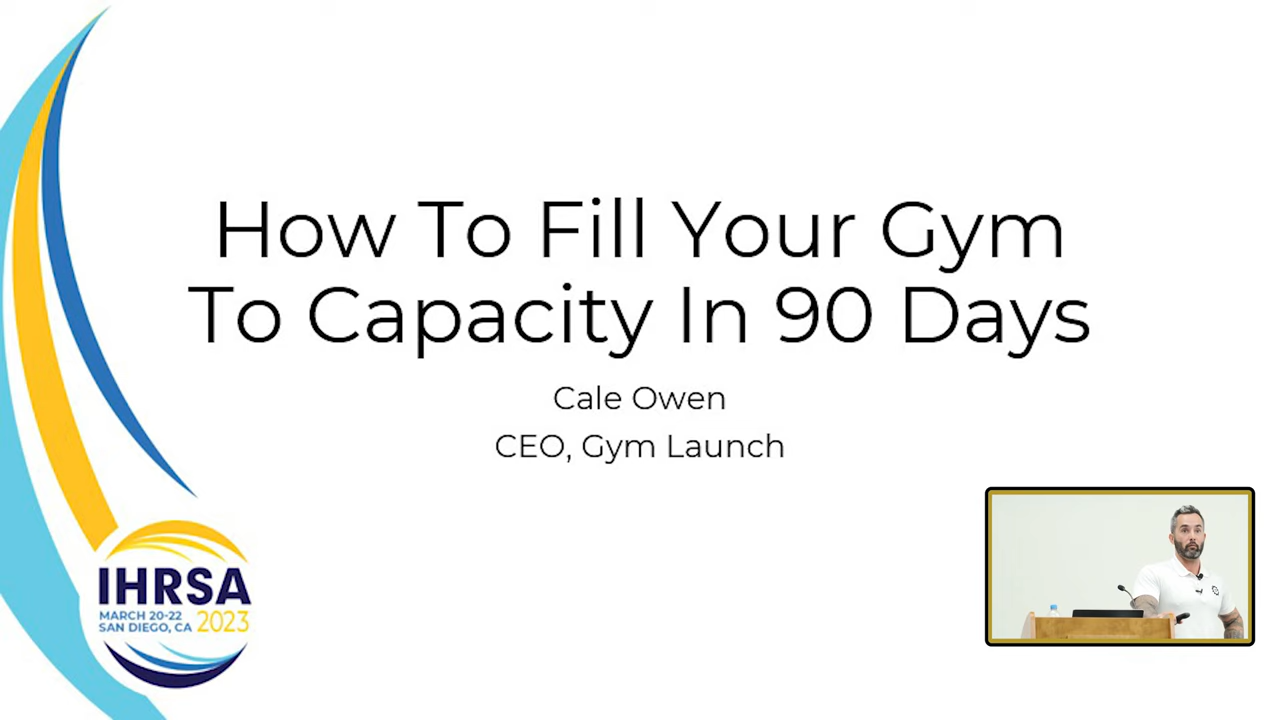 How To Fill Your Gym
To Capacity In 90 Days
Cale Owen
CEO, Gym Launch
IHRSA
MARCH 20-22
SAN DIEGO, CA 2023